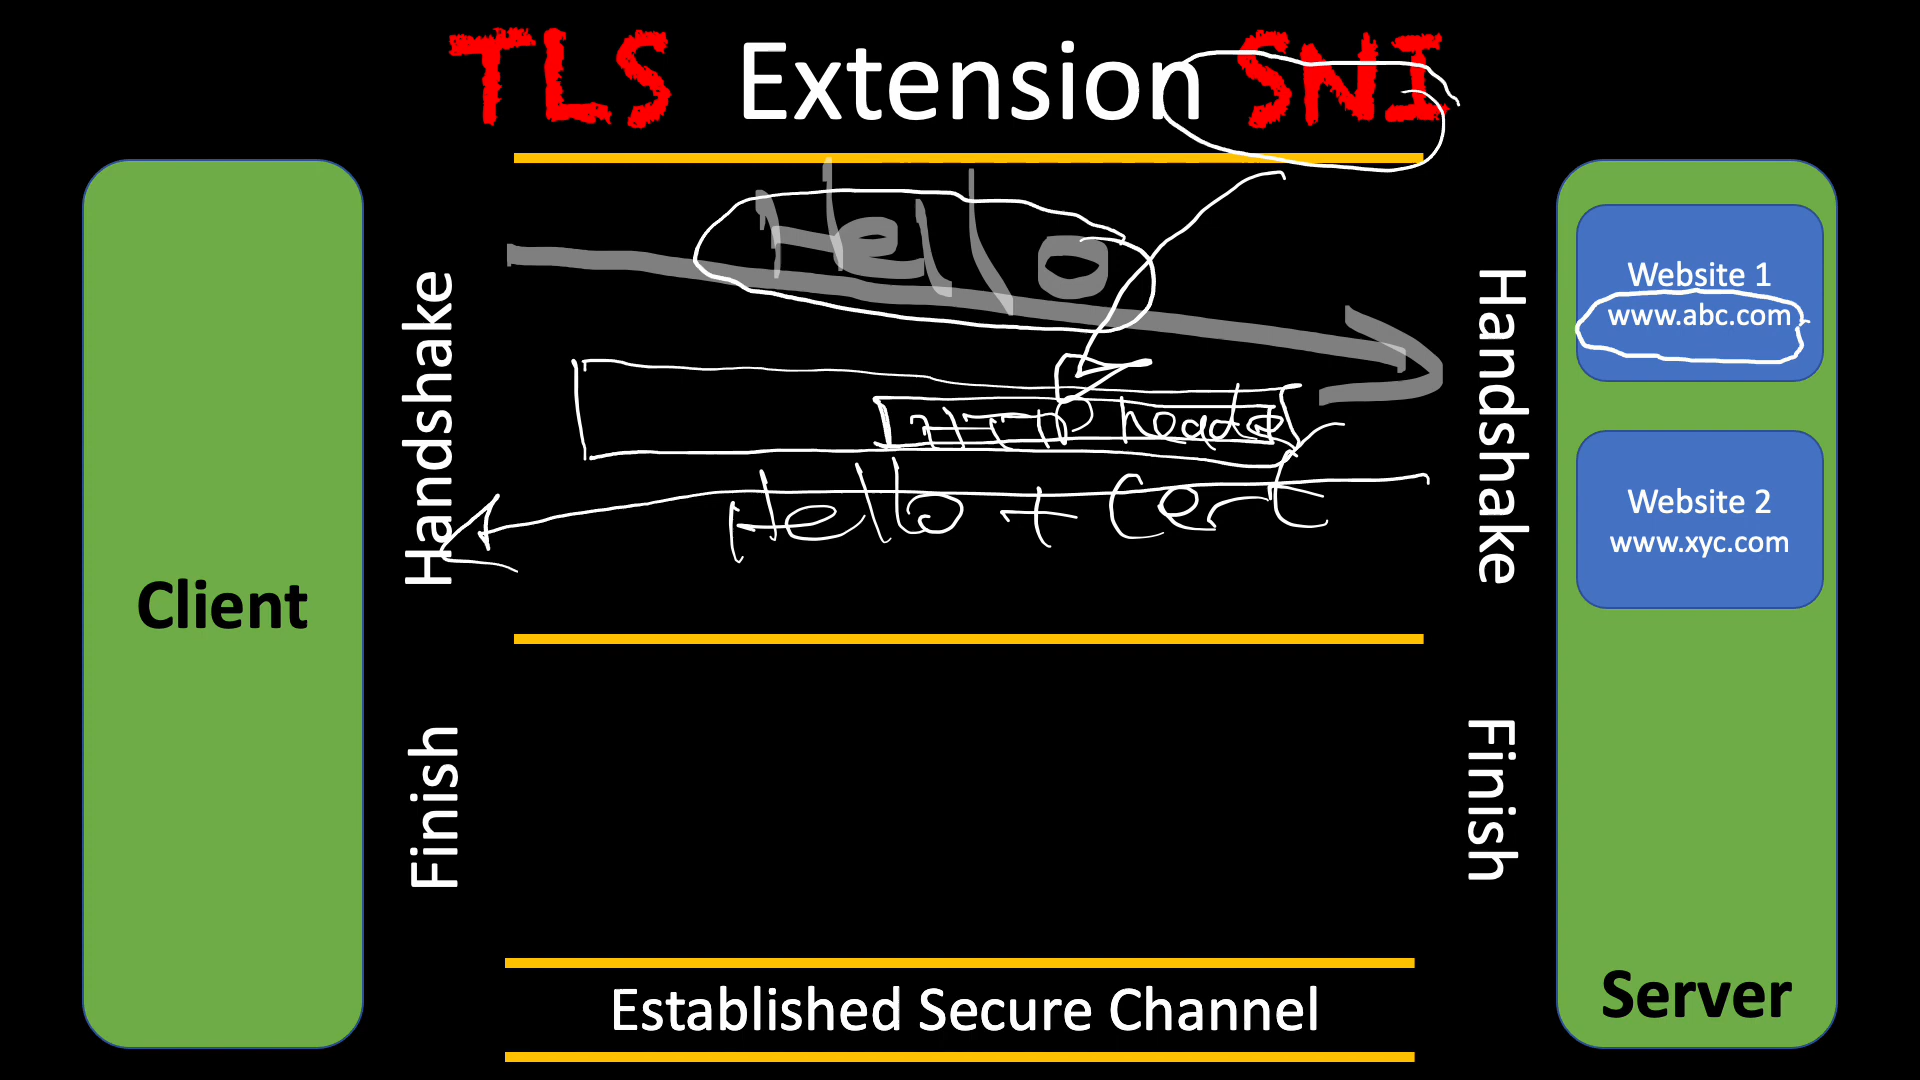 TLS Extension SNI
Hello
Handshake
Handshake
Website 1
www.abc.com
HTTP header
Hello + Cert
Website 2
www.xyc.com
Client
Finish
Finish
Server
Established Secure Channel